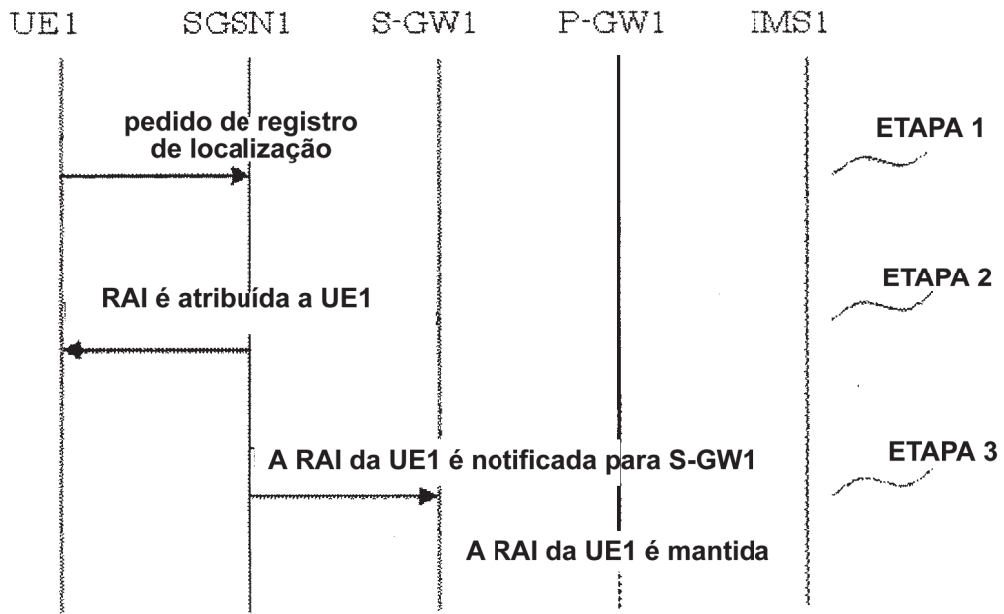 UE1 SGSN1 S-GW1 P-GW1 IMS1
pedido de registro
de localização
ETAPA 1
RAI é atribuída a UE1
ETAPA 2
A RAI da UE1 é notificada para S-GW1
ETAPA 3
A RAI da UE1 é mantida